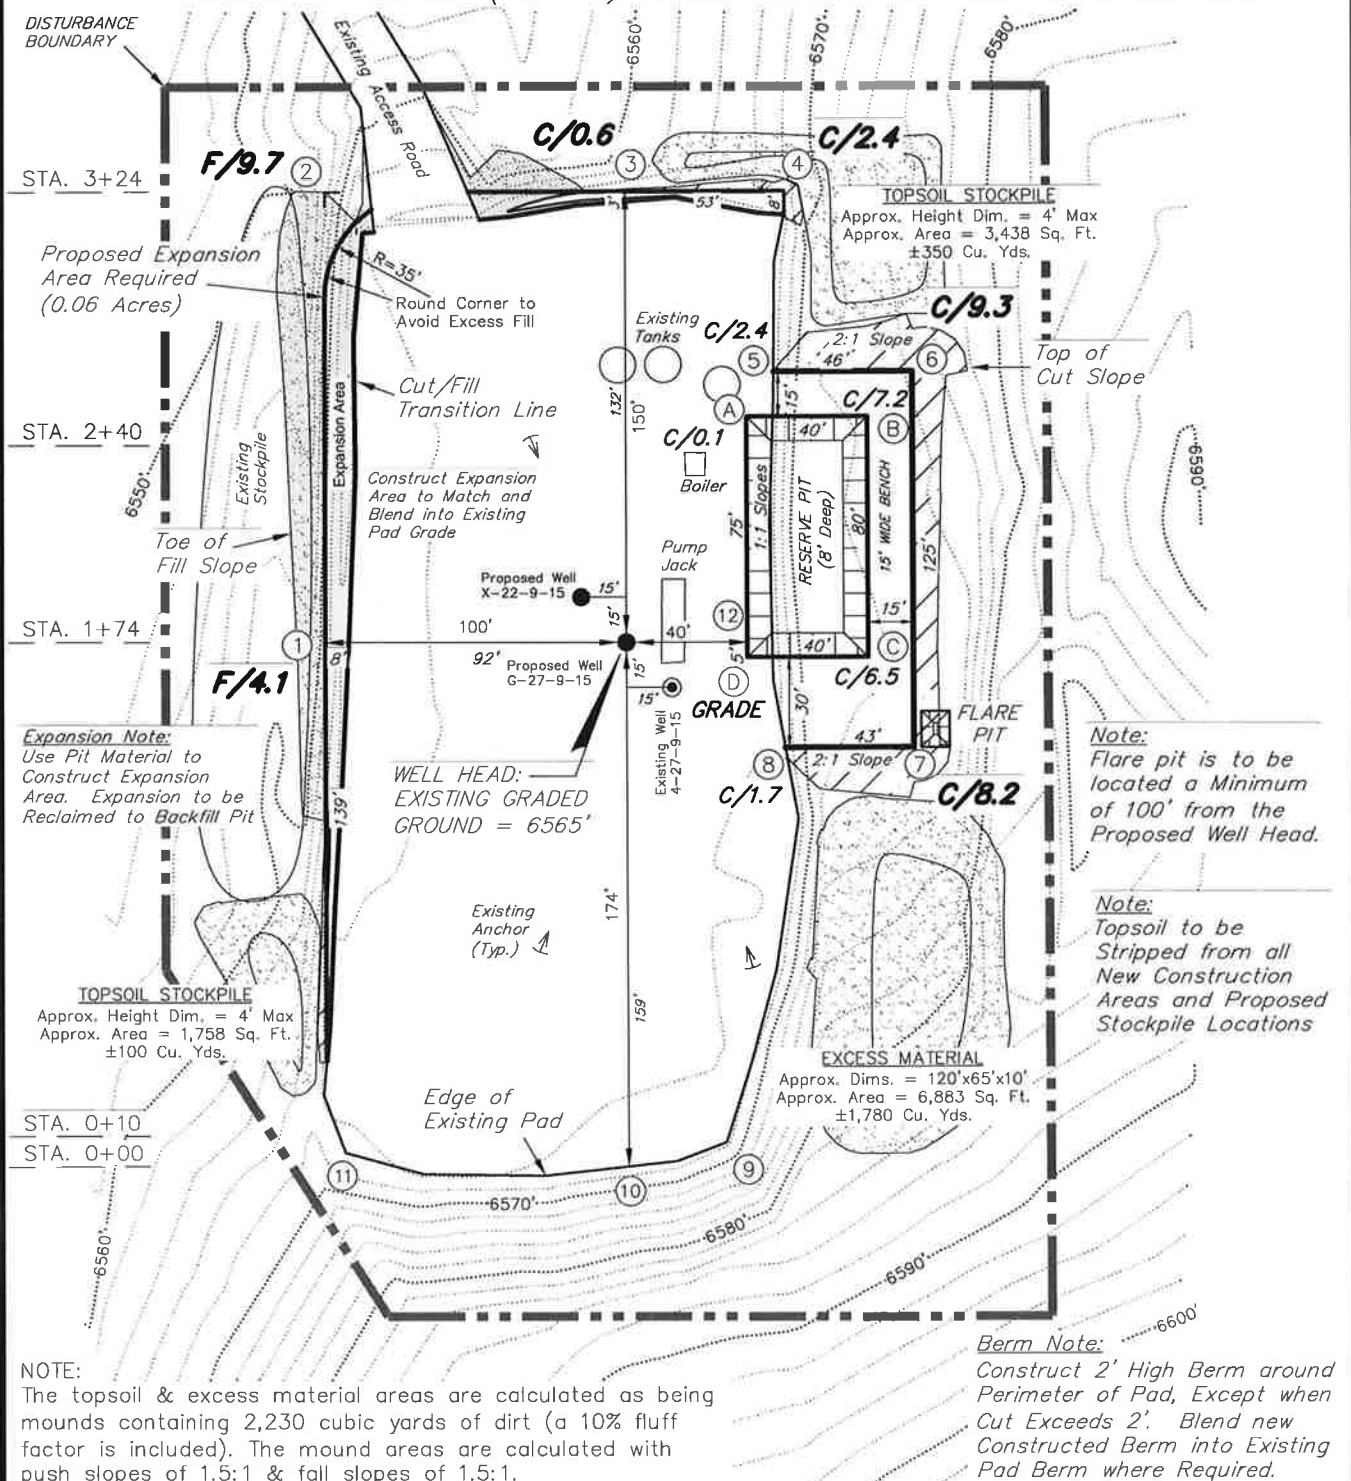 DISTURBANCE
BOUNDARY
Existing Access Road
6560'
6570'
6580'
F/9.7
2
C/0.6
3
C/2.4
4
STA. 3+24
TOPSOIL STOCKPILE
Approx. Height Dim. = 4' Max
Approx. Area = 3,438 Sq. Ft.
±350 Cu. Yds.
3'
53'
8'
Proposed Expansion
Area Required
(0.06 Acres)
R=35'
Round Corner to
Avoid Excess Fill
Existing
Tanks
C/2.4
5
C/9.3
2:1 Slope
46'
6
Top of
Cut Slope
Cut/Fill
Transition Line
132'
150'
15'
A
C/7.2
B
STA. 2+40
40'
C/0.1
Boiler
6550'
Existing
Stockpile
Expansion Area
Construct Expansion
Area to Match and
Blend into Existing
Pad Grade
1:1 Slopes
75'
RESERVE PIT
(8' Deep)
80'
15' WIDE BENCH
125'
6590'
Toe of
Fill Slope
Pump
Jack
Proposed Well
X-22-9-15
15'
15'
12
15'
STA. 1+74
1
100'
40'
40'
C
8'
92'
Proposed Well
G-27-9-15
15'
5'
C/6.5
F/4.1
D
15'
GRADE
30'
Existing Well
4-27-9-15
FLARE
PIT
43'
Expansion Note:
Use Pit Material to
Construct Expansion
Area. Expansion to be
Reclaimed to Backfill Pit
Note:
Flare pit is to be
located a Minimum
of 100' from the
Proposed Well Head.
8
2:1 Slope
7
WELL HEAD:
EXISTING GRADED
GROUND = 6565'
C/1.7
C/8.2
139'
174'
159'
Existing
Anchor
(Typ.)
Note:
Topsoil to be
Stripped from all
New Construction
Areas and Proposed
Stockpile Locations
TOPSOIL STOCKPILE
Approx. Height Dim. = 4' Max
Approx. Area = 1,758 Sq. Ft.
±100 Cu. Yds.
EXCESS MATERIAL
Approx. Dims. = 120'x65'x10'
Approx. Area = 6,883 Sq. Ft.
±1,780 Cu. Yds.
Edge of
Existing Pad
STA. 0+10
STA. 0+00
11
10
9
6570'
6580'
6560'
6590'
6600'
NOTE:
The topsoil & excess material areas are calculated as being
mounds containing 2,230 cubic yards of dirt (a 10% fluff
factor is included). The mound areas are calculated with
push slopes of 1.5:1 & fall slopes of 1.5:1.
Berm Note:
Construct 2' High Berm around
Perimeter of Pad, Except when
Cut Exceeds 2'. Blend new
Constructed Berm into Existing
Pad Berm where Required.